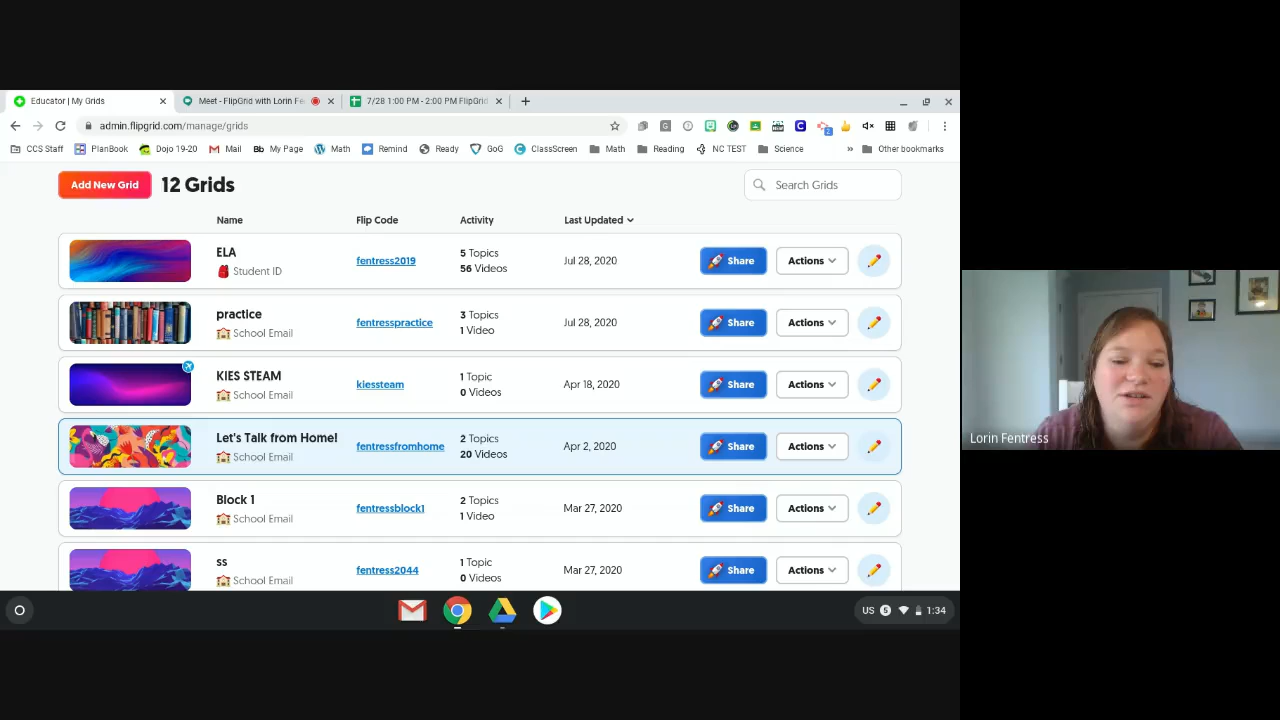 Educator | My Grids
Meet - FlipGrid with Lorin Fe
7/28 1:00 PM - 2:00 PM FlipGrid
admin.flipgrid.com/manage/grids
CCS Staff PlanBook Dojo 19-20 Mail Bb My Page Math Remind Ready GoG ClassScreen Math Reading NC TEST Science » Other bookmarks
Add New Grid 12 Grids Search Grids
Name Flip Code Activity Last Updated
ELA
Student ID
fentress2019
5 Topics
56 Videos
Jul 28, 2020
Share
Actions
practice
School Email
fentresspractice
3 Topics
1 Video
Jul 28, 2020
Share
Actions
KIES STEAM
School Email
kiessteam
1 Topic
0 Videos
Apr 18, 2020
Share
Actions
Let's Talk from Home!
School Email
fentressfromhome
2 Topics
20 Videos
Apr 2, 2020
Share
Actions
Block 1
School Email
fentressblock1
2 Topics
1 Video
Mar 27, 2020
Share
Actions
ss
School Email
fentress2044
1 Topic
0 Videos
Mar 27, 2020
Share
Actions
US 5 1:34
Lorin Fentress